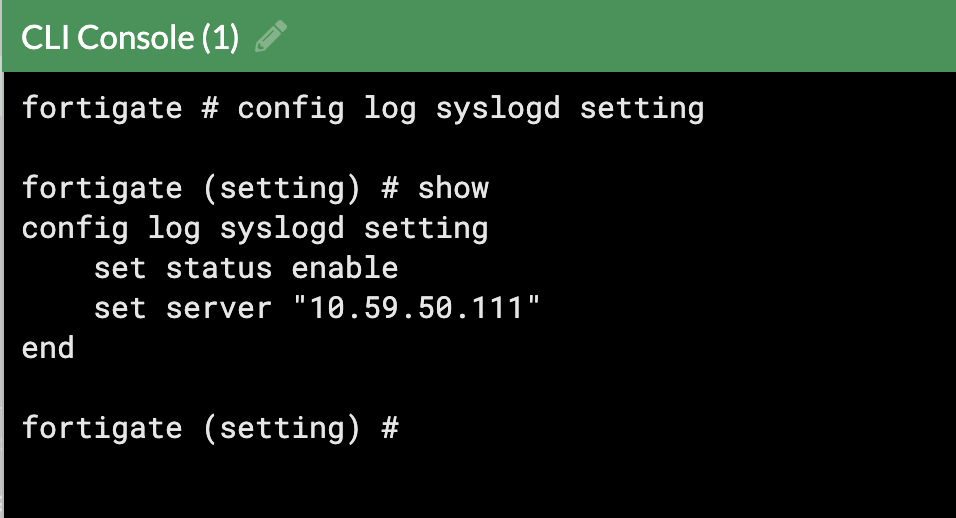 CLI Console (1)
fortigate # config log syslogd setting
fortigate (setting) # show
config log syslogd setting
    set status enable
    set server "10.59.50.111"
end
fortigate (setting) #